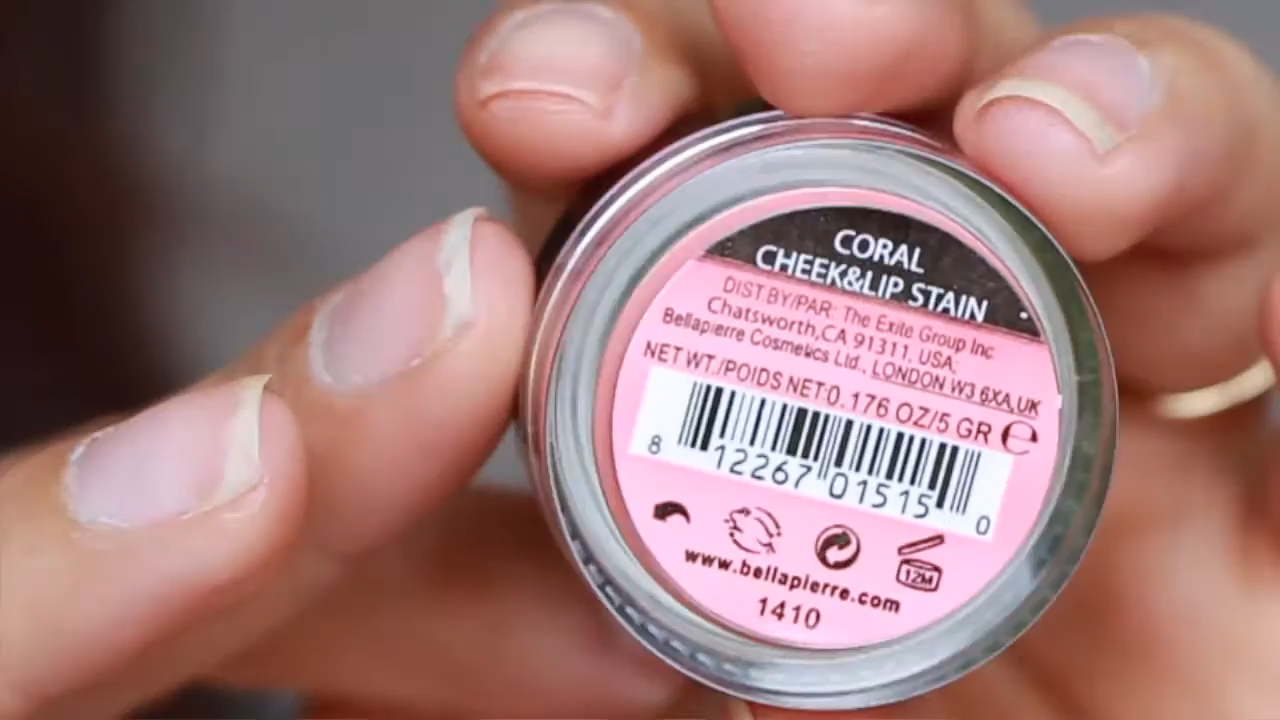 CORAL
CHEEK&LIP STAIN
DIST.BY/PAR: The Exite Group Inc
Chatsworth,CA 91311, USA;
Bellapierre Cosmetics Ltd., LONDON W3 6XA,UK
NET WT./POIDS NET:0.176 OZ/5 GR ℮
8 12267 01515 0
12M
www.bellapierre.com
1410